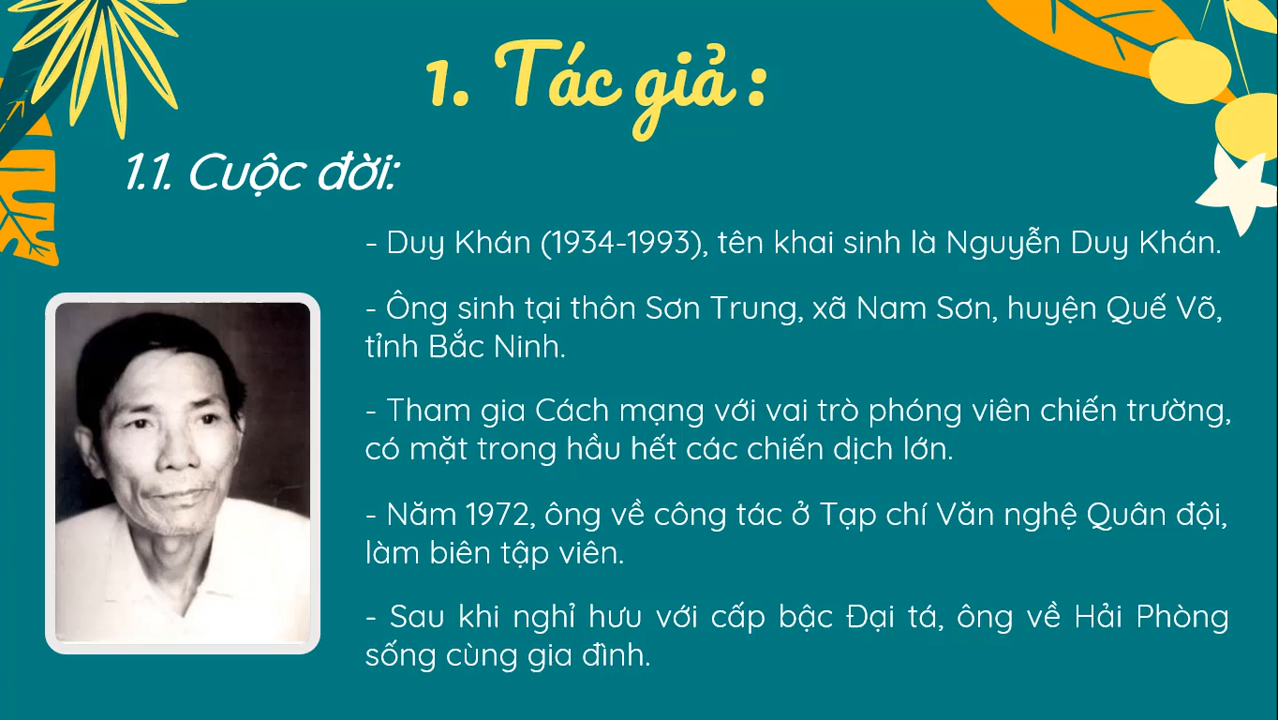 1. Tác giả :
1.1. Cuộc đời:
- Duy Khán (1934-1993), tên khai sinh là Nguyễn Duy Khán.
- Ông sinh tại thôn Sơn Trung, xã Nam Sơn, huyện Quế Võ,
tỉnh Bắc Ninh.
- Tham gia Cách mạng với vai trò phóng viên chiến trường,
có mặt trong hầu hết các chiến dịch lớn.
- Năm 1972, ông về công tác ở Tạp chí Văn nghệ Quân đội,
làm biên tập viên.
- Sau khi nghỉ hưu với cấp bậc Đại tá, ông về Hải Phòng
sống cùng gia đình.